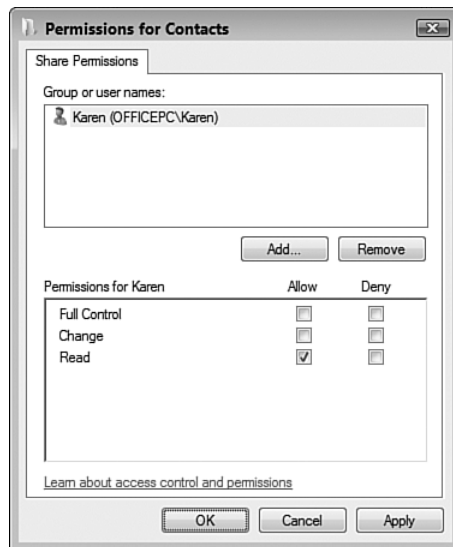 Permissions for Contacts
Share Permissions
Group or user names:
Karen (OFFICEPC\Karen)
Add... Remove
Permissions for Karen Allow Deny
Full Control
Change
Read
Learn about access control and permissions
OK Cancel Apply